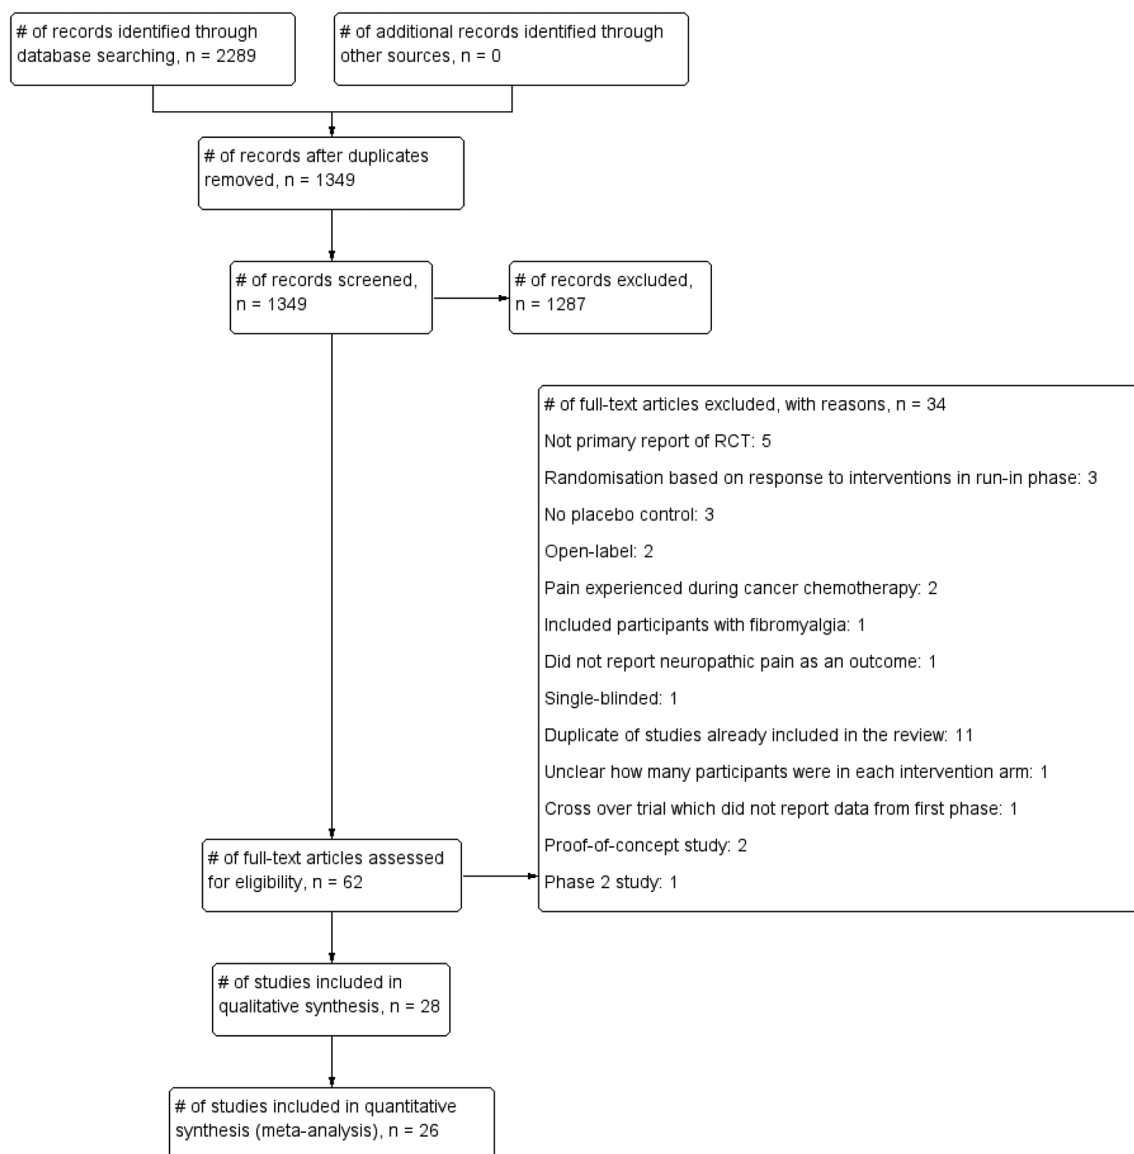 # of records identified through
database searching, n = 2289
# of additional records identified through
other sources, n = 0
# of records after duplicates
removed, n = 1349
# of records screened,
n = 1349
# of records excluded,
n = 1287
# of full-text articles excluded, with reasons, n = 34
Not primary report of RCT: 5
Randomisation based on response to interventions in run-in phase: 3
No placebo control: 3
Open-label: 2
Pain experienced during cancer chemotherapy: 2
Included participants with fibromyalgia: 1
Did not report neuropathic pain as an outcome: 1
Single-blinded: 1
Duplicate of studies already included in the review: 11
Unclear how many participants were in each intervention arm: 1
Cross over trial which did not report data from first phase: 1
Proof-of-concept study: 2
Phase 2 study: 1
# of full-text articles assessed
for eligibility, n = 62
# of studies included in
qualitative synthesis, n = 28
# of studies included in quantitative
synthesis (meta-analysis), n = 26